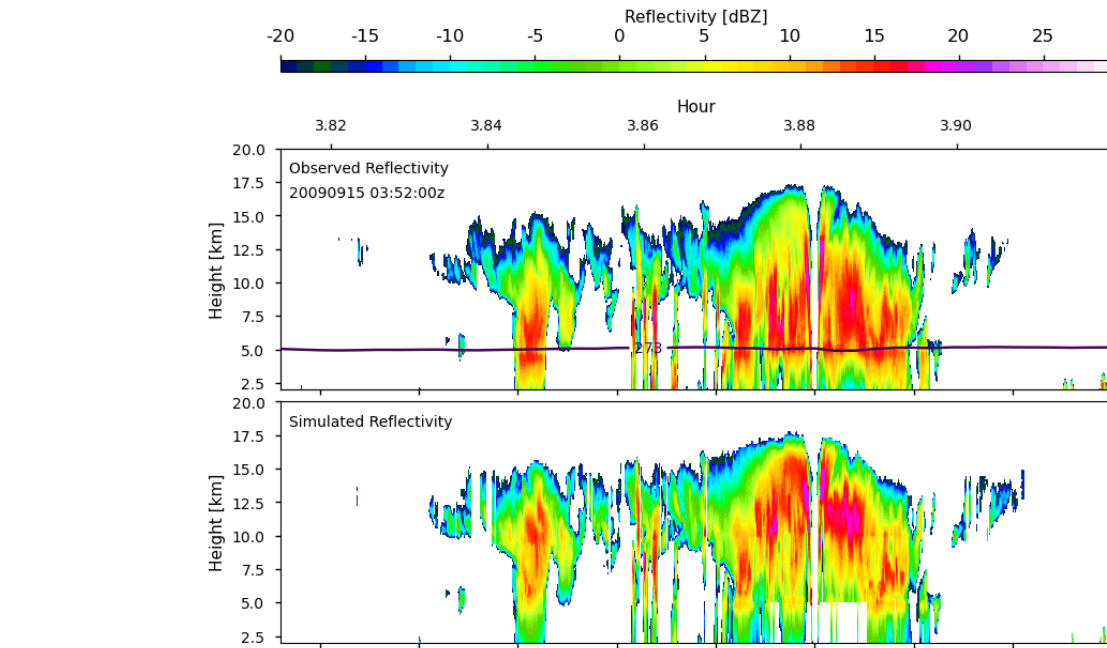 Reflectivity [dBZ]
-20 -15 -10 -5 0 5 10 15 20 25
Hour
3.82 3.84 3.86 3.88 3.90
20.0
Observed Reflectivity
17.5
20090915 03:52:00z
15.0
12.5
Height [km]
10.0
7.5
273
5.0
2.5
20.0
Simulated Reflectivity
17.5
15.0
12.5
Height [km]
10.0
7.5
5.0
2.5